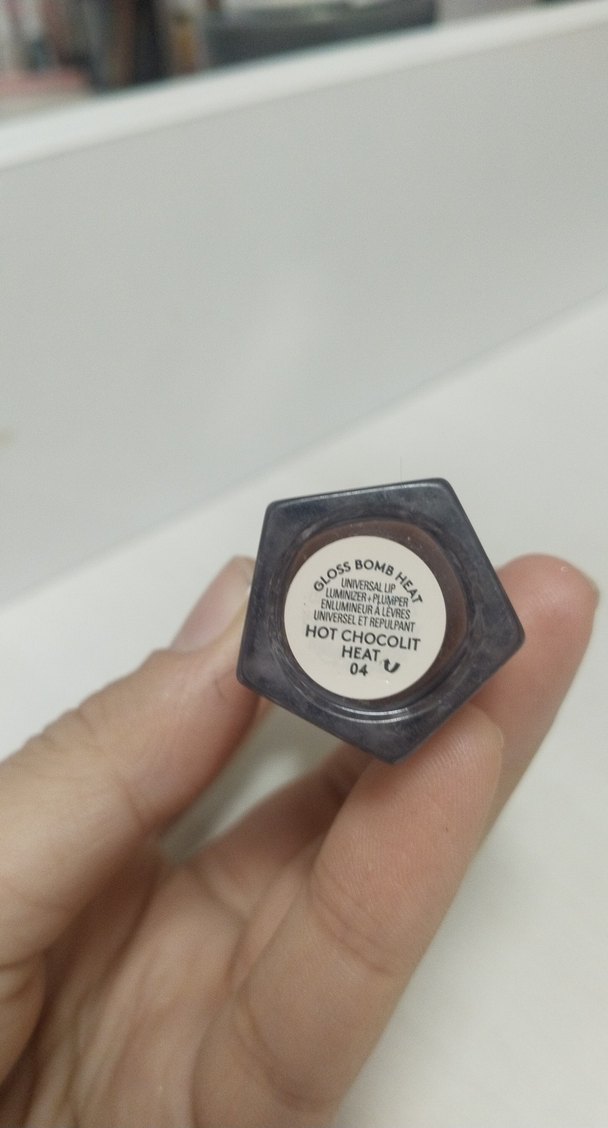 GLOSS BOMB HEAT
UNIVERSAL LIP
LUMINIZER+PLUMPER
ENLUMINEUR À LÈVRES
UNIVERSEL ET REPULPANT
HOT CHOCOLIT
HEAT
04